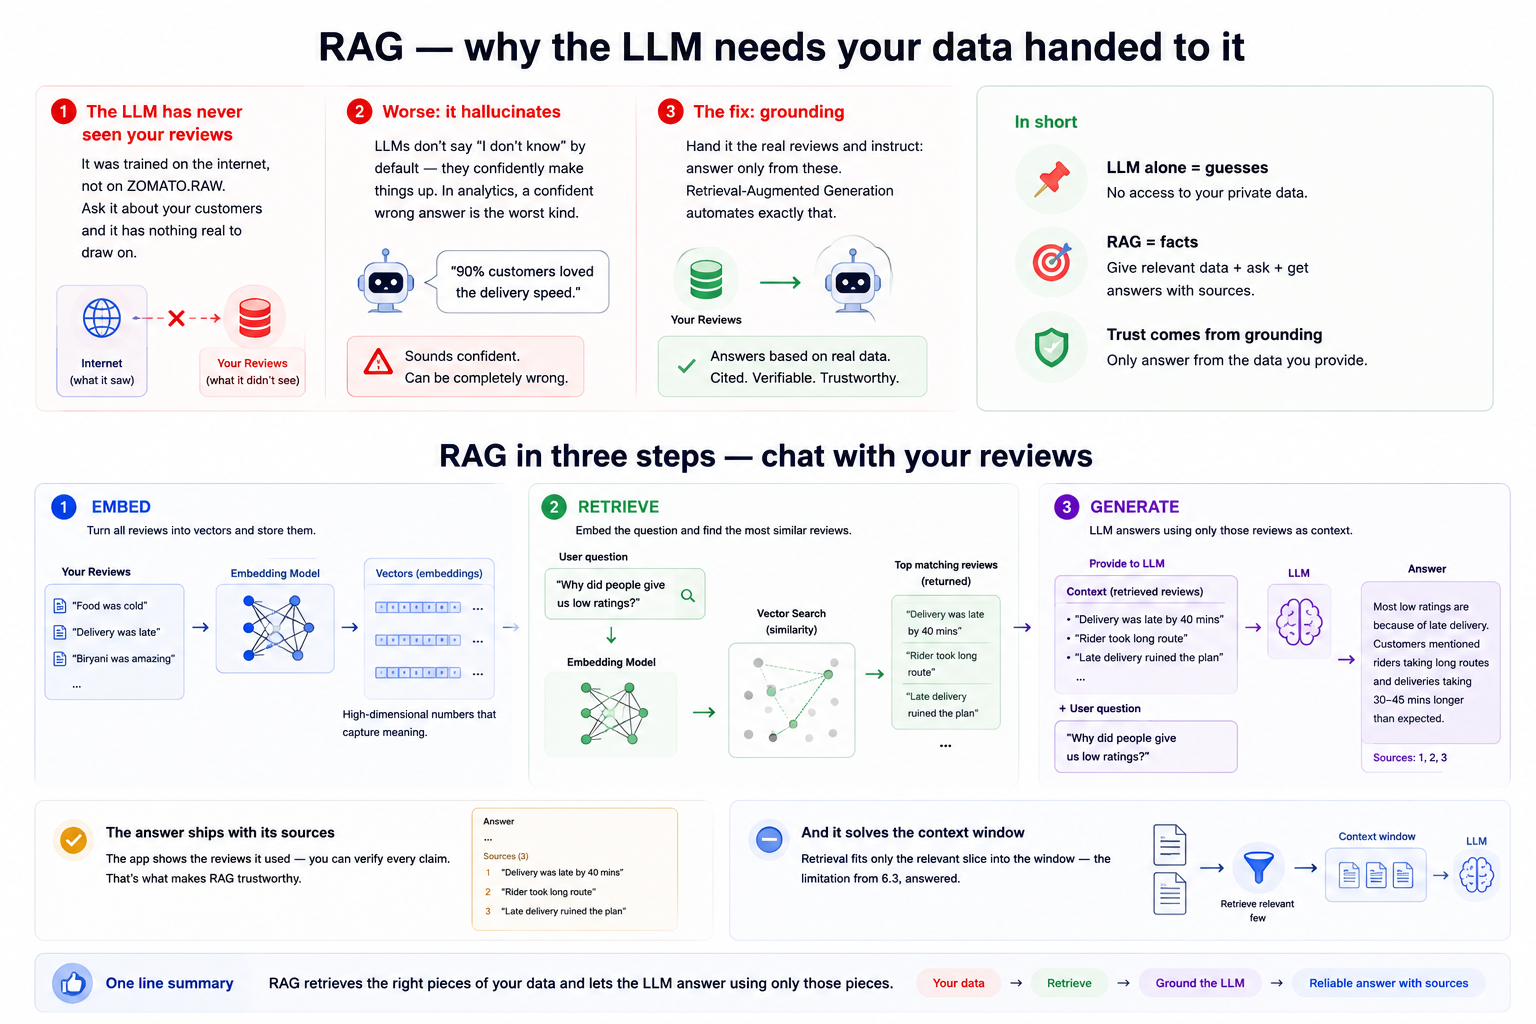 RAG — why the LLM needs your data handed to it
1 The LLM has never
seen your reviews
It was trained on the internet,
not on ZOMATO.RAW.
Ask it about your customers
and it has nothing real to
draw on.
Internet
(what it saw)
Your Reviews
(what it didn't see)
2 Worse: it hallucinates
LLMs don't say “I don't know” by
default — they confidently make
things up. In analytics, a confident
wrong answer is the worst kind.
“90% customers loved
the delivery speed.”
Sounds confident.
Can be completely wrong.
3 The fix: grounding
Hand it the real reviews and instruct:
answer only from these.
Retrieval-Augmented Generation
automates exactly that.
Your Reviews
Answers based on real data.
Cited. Verifiable. Trustworthy.
In short
LLM alone = guesses
No access to your private data.
RAG = facts
Give relevant data + ask + get
answers with sources.
Trust comes from grounding
Only answer from the data you provide.
RAG in three steps — chat with your reviews
1 EMBED
Turn all reviews into vectors and store them.
Your Reviews
“Food was cold”
“Delivery was late”
“Biryani was amazing”
...
Embedding Model
Vectors (embeddings)
...
...
...
High-dimensional numbers that
capture meaning.
2 RETRIEVE
Embed the question and find the most similar reviews.
User question
“Why did people give
us low ratings?”
Embedding Model
Vector Search
(similarity)
Top matching reviews
(returned)
“Delivery was late
by 40 mins”
“Rider took long
route”
“Late delivery
ruined the plan”
...
3 GENERATE
LLM answers using only those reviews as context.
Provide to LLM
Context (retrieved reviews)
• “Delivery was late by 40 mins”
• “Rider took long route”
• “Late delivery ruined the plan”
...
+ User question
“Why did people give
us low ratings?”
LLM
Answer
Most low ratings are
because of late delivery.
Customers mentioned
riders taking long routes
and deliveries taking
30–45 mins longer
than expected.
Sources: 1, 2, 3
The answer ships with its sources
The app shows the reviews it used — you can verify every claim.
That's what makes RAG trustworthy.
Answer
...
Sources (3)
1 “Delivery was late by 40 mins”
2 “Rider took long route”
3 “Late delivery ruined the plan”
And it solves the context window
Retrieval fits only the relevant slice into the window — the
limitation from 6.3, answered.
Retrieve relevant
few
Context window
LLM
One line summary
RAG retrieves the right pieces of your data and lets the LLM answer using only those pieces.
Your data → Retrieve → Ground the LLM → Reliable answer with sources